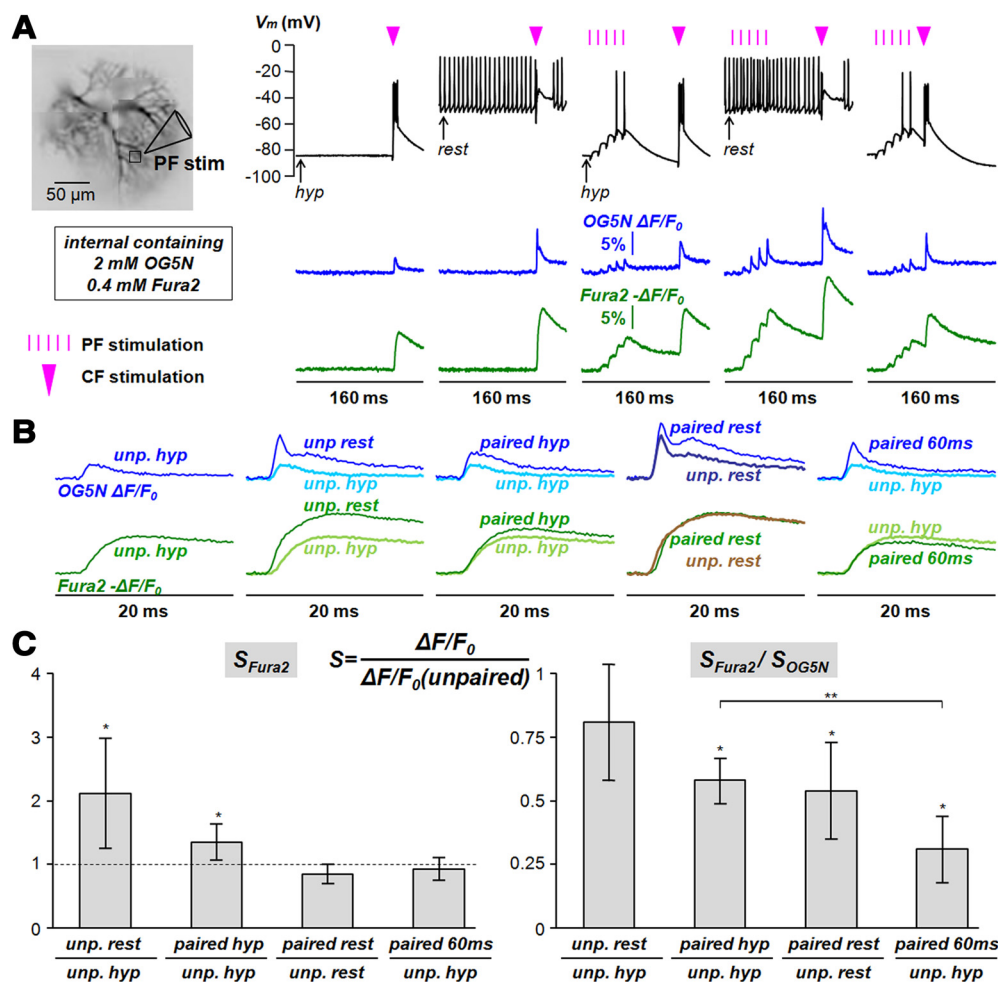 A
Vm (mV)
0
-20
-40
-60
-80
-100
hyp
rest
hyp
rest
PF stim
50 µm
internal containing
2 mM OG5N
0.4 mM Fura2
OG5N ΔF/F0
5%
Fura2 -ΔF/F0
5%
PF stimulation
CF stimulation
160 ms 160 ms 160 ms 160 ms 160 ms
B
unp. hyp
OG5N ΔF/F0
unp rest
unp. hyp
paired hyp
unp. hyp
paired rest
unp. rest
paired 60ms
unp. hyp
unp. hyp
Fura2 -ΔF/F0
unp. rest
unp. hyp
paired hyp
unp. hyp
paired rest
unp. rest
unp. hyp
paired 60ms
20 ms 20 ms 20 ms 20 ms 20 ms
C
SFura2
S= ΔF/F0
ΔF/F0(unpaired)
4
3
2
1
0
*
*
unp. rest paired hyp paired rest paired 60ms
unp. hyp unp. hyp unp. rest unp. hyp
SFura2/ SOG5N
1
0.75
0.5
0.25
0
**
*
*
*
unp. rest paired hyp paired rest paired 60ms
unp. hyp unp. hyp unp. rest unp. hyp